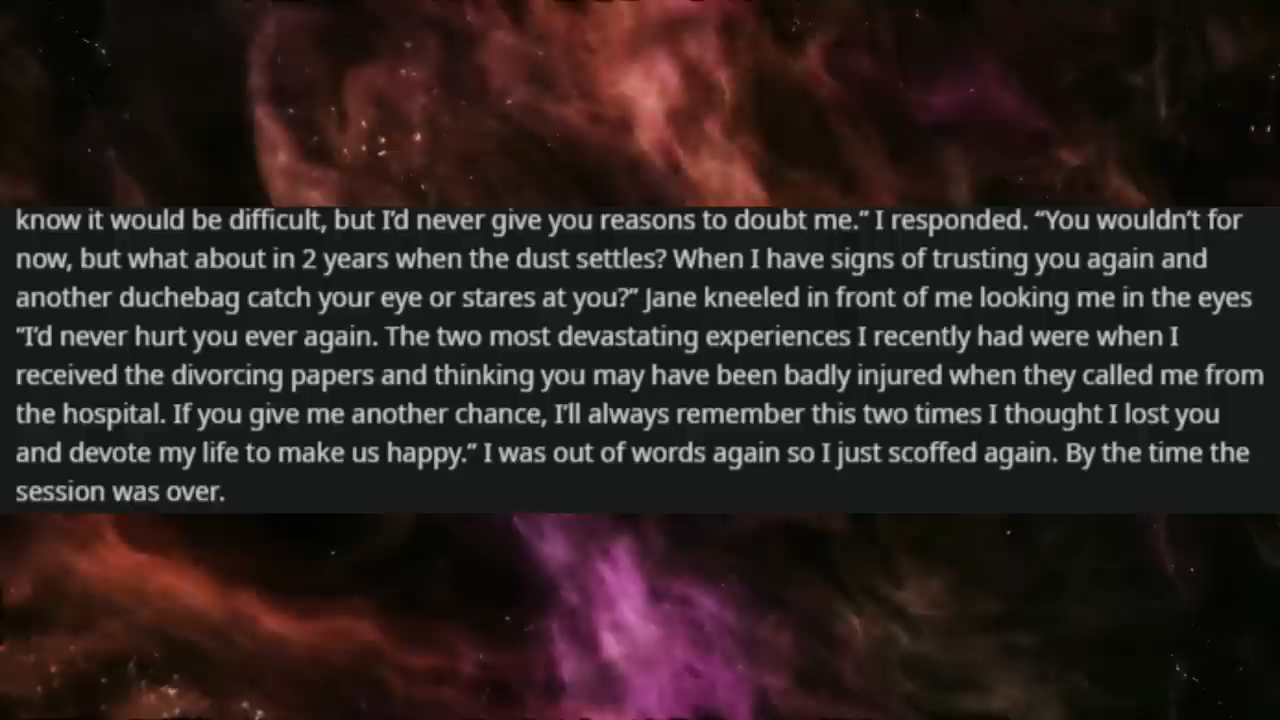 know it would be difficult, but I’d never give you reasons to doubt me.” I responded. “You wouldn’t for
now, but what about in 2 years when the dust settles? When I have signs of trusting you again and
another duchebag catch your eye or stares at you?” Jane kneeled in front of me looking me in the eyes
“I’d never hurt you ever again. The two most devastating experiences I recently had were when I
received the divorcing papers and thinking you may have been badly injured when they called me from
the hospital. If you give me another chance, I’ll always remember this two times I thought I lost you
and devote my life to make us happy.” I was out of words again so I just scoffed again. By the time the
session was over.